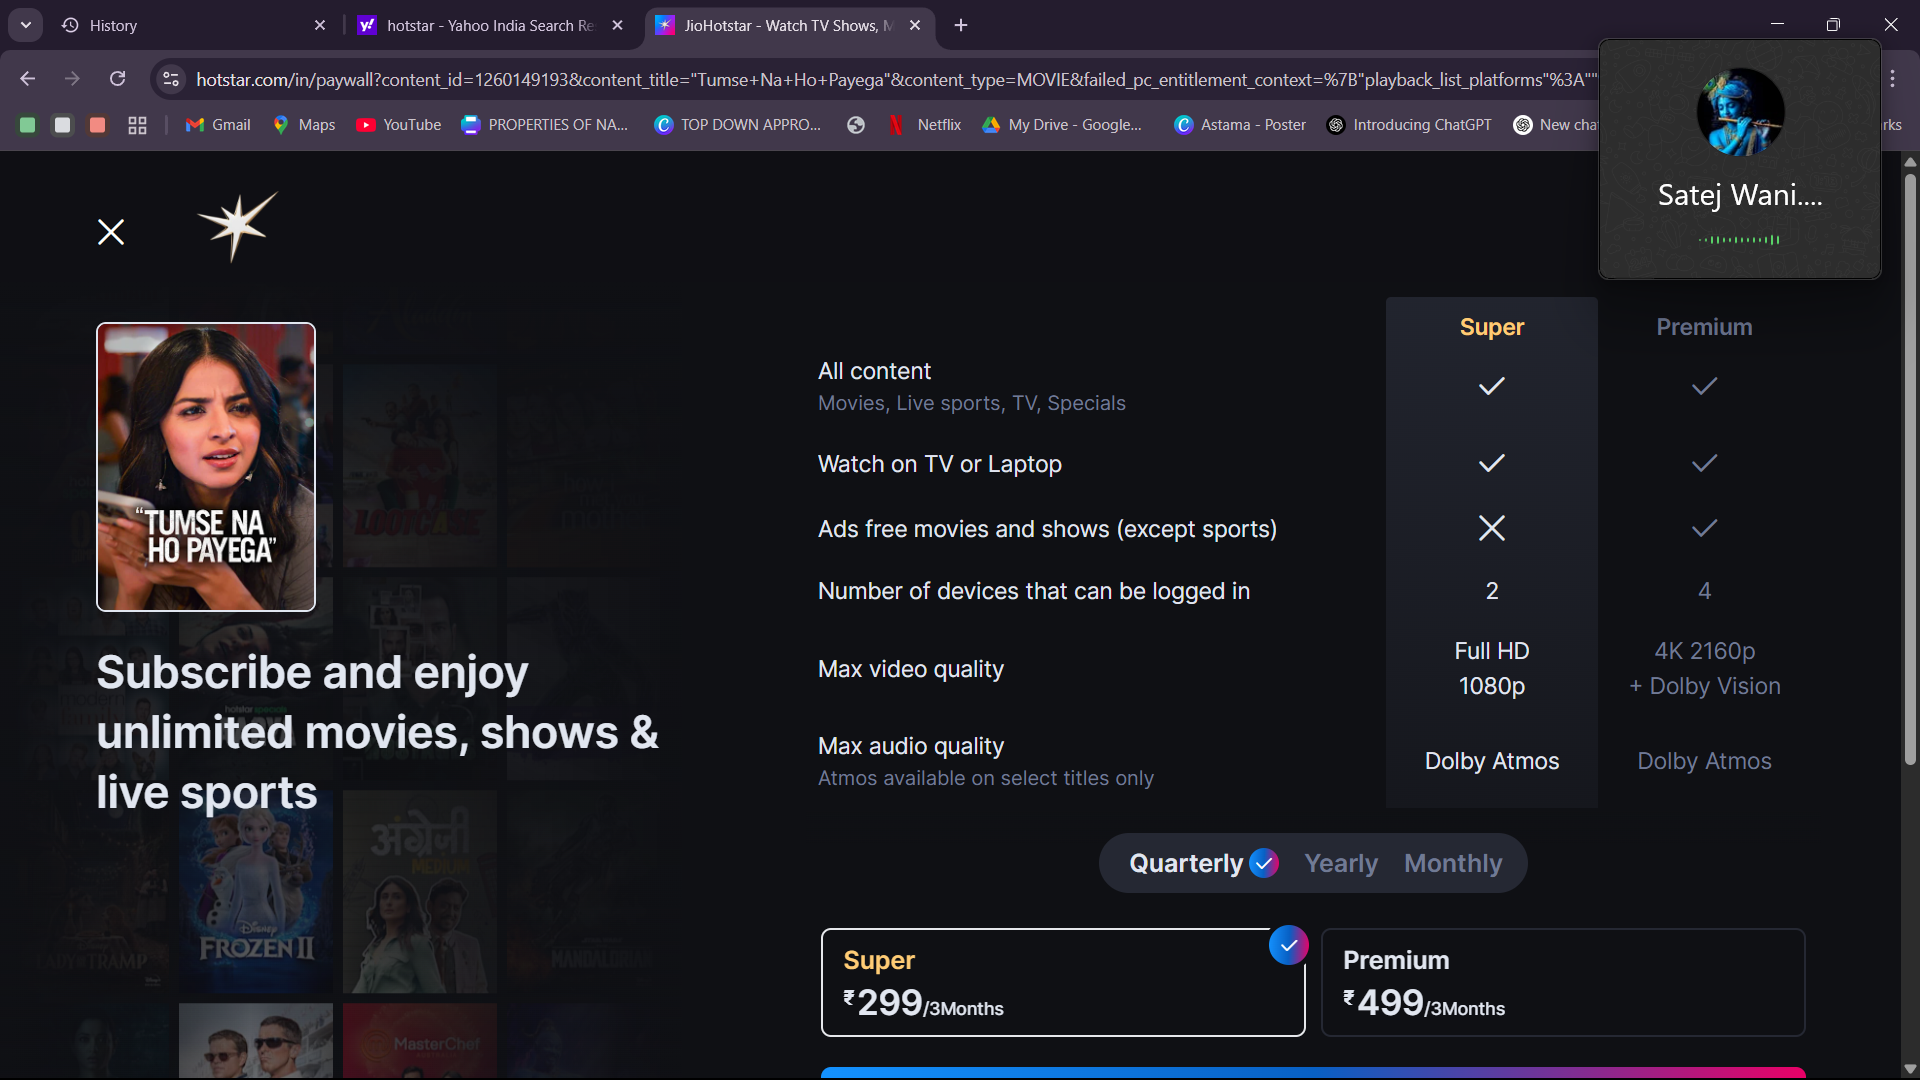 History
hotstar - Yahoo India Search Re
JioHotstar - Watch TV Shows, M
hotstar.com/in/paywall?content_id=1260149193&content_title="Tumse+Na+Ho+Payega"&content_type=MOVIE&failed_pc_entitlement_context=%7B"playback_list_platforms"%3A""
Gmail
Maps
YouTube
PROPERTIES OF NA...
TOP DOWN APPRO...
Netflix
My Drive - Google...
Astama - Poster
Introducing ChatGPT
New cha
rks
Satej Wani....
"TUMSE NA
HO PAYEGA"
Subscribe and enjoy
unlimited movies, shows &
live sports
LOOTCASE
अंग्रेज़ी
MEDIUM
Disney
FROZEN II
MANDALORIAN
MasterChef
Super
Premium
All content
Movies, Live sports, TV, Specials
Watch on TV or Laptop
Ads free movies and shows (except sports)
Number of devices that can be logged in
2
4
Max video quality
Full HD
1080p
4K 2160p
+ Dolby Vision
Max audio quality
Atmos available on select titles only
Dolby Atmos
Dolby Atmos
Quarterly
Yearly
Monthly
Super
₹299/3Months
Premium
₹499/3Months